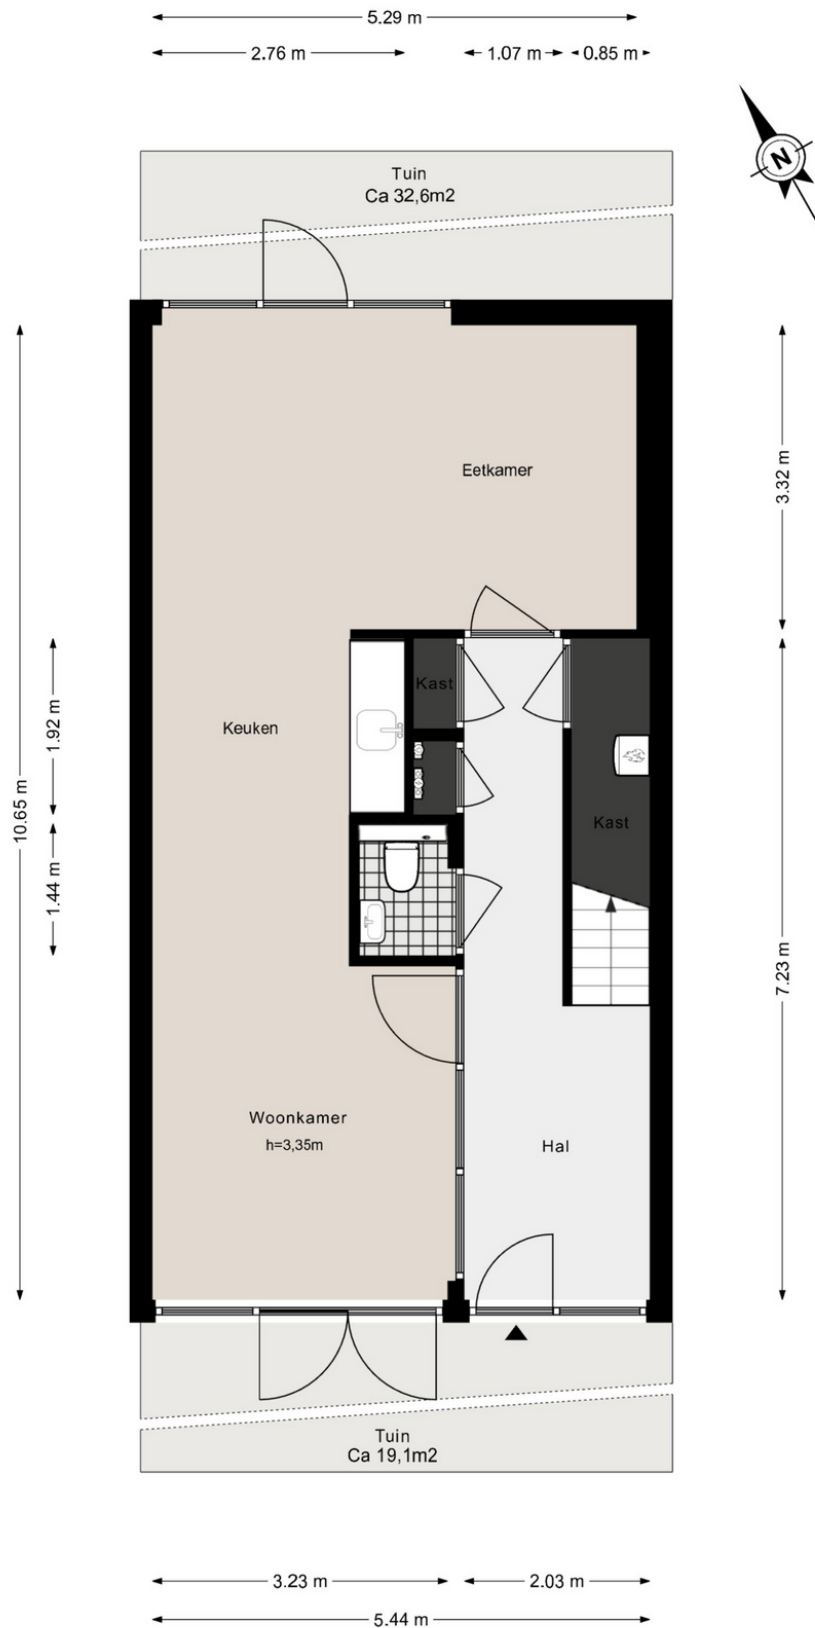 5.29 m
2.76 m
1.07 m
0.85 m
N
Tuin
Ca 32,6m2
Eetkamer
3.32 m
Kast
Keuken
1.92 m
10.65 m
Kast
1.44 m
7.23 m
Woonkamer
h=3,35m
Hal
Tuin
Ca 19,1m2
3.23 m
2.03 m
5.44 m